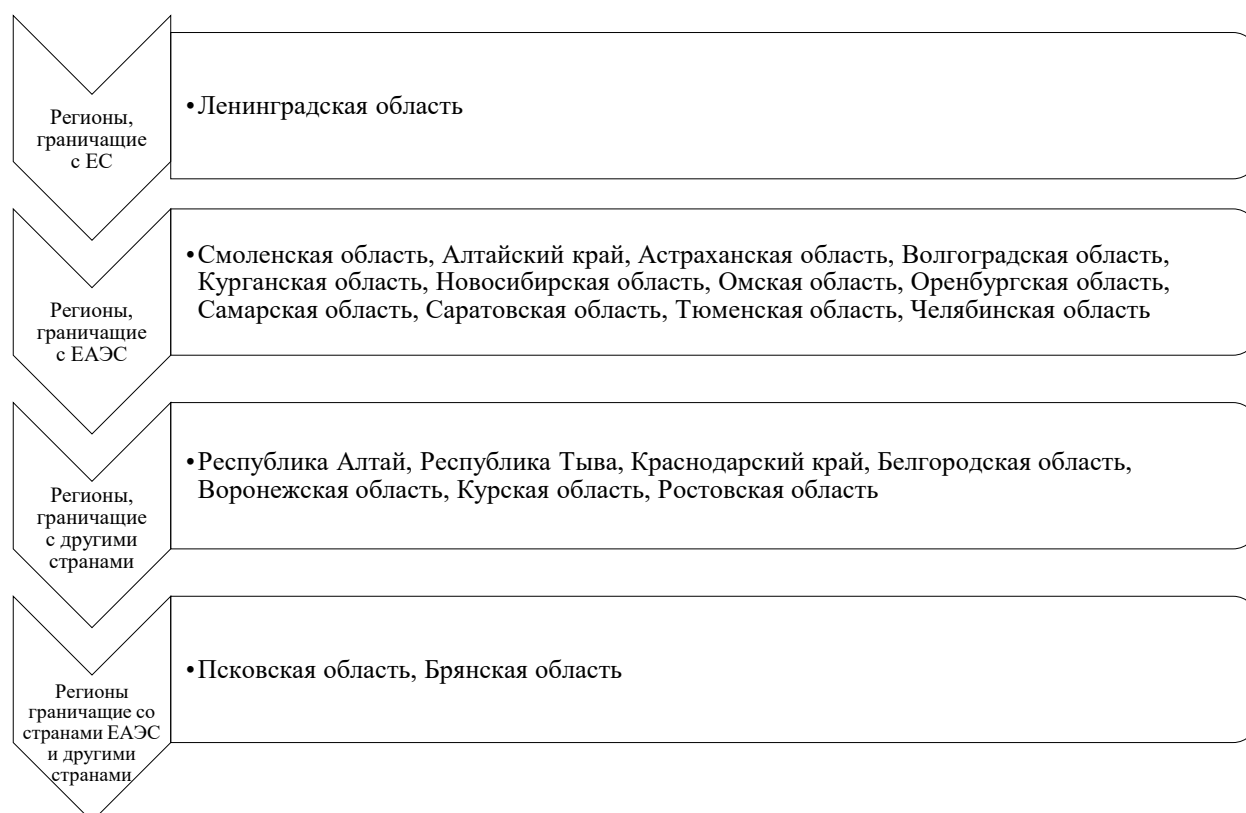 Регионы,
граничащие
с ЕС
•Ленинградская область
Регионы,
граничащие
с ЕАЭС
•Смоленская область, Алтайский край, Астраханская область, Волгоградская область,
Курганская область, Новосибирская область, Омская область, Оренбургская область,
Самарская область, Саратовская область, Тюменская область, Челябинская область
Регионы,
граничащие
с другими
странами
•Республика Алтай, Республика Тыва, Краснодарский край, Белгородская область,
Воронежская область, Курская область, Ростовская область
Регионы
граничащие со
странами ЕАЭС
и другими
странами
•Псковская область, Брянская область